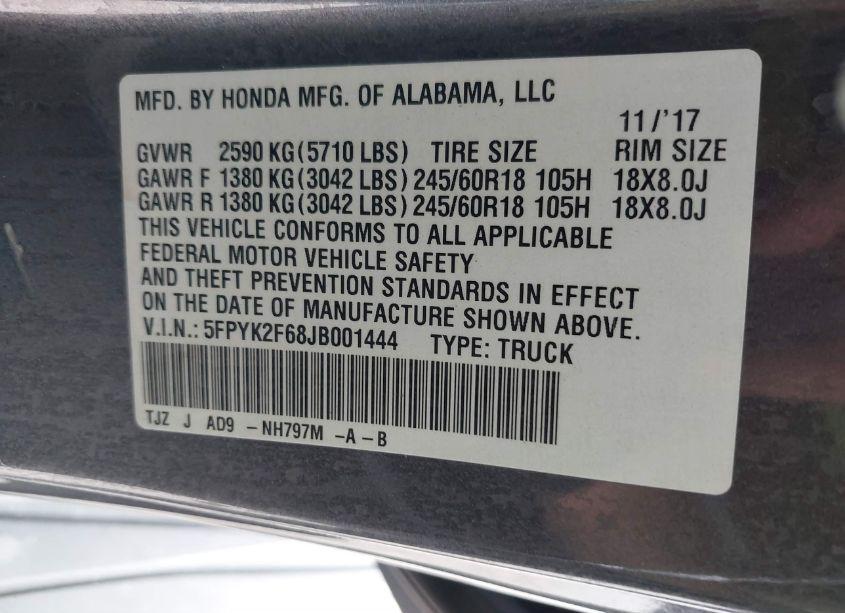 MFD. BY HONDA MFG. OF ALABAMA, LLC
11/'17
GVWR 2590 KG(5710 LBS) TIRE SIZE RIM SIZE
GAWR F 1380 KG(3042 LBS) 245/60R18 105H 18X8.0J
GAWR R 1380 KG(3042 LBS) 245/60R18 105H 18X8.0J
THIS VEHICLE CONFORMS TO ALL APPLICABLE
FEDERAL MOTOR VEHICLE SAFETY
AND THEFT PREVENTION STANDARDS IN EFFECT
ON THE DATE OF MANUFACTURE SHOWN ABOVE.
V.I.N.: 5FPYK2F68JB001444 TYPE: TRUCK
TJZ J AD9 - NH797M -A -B